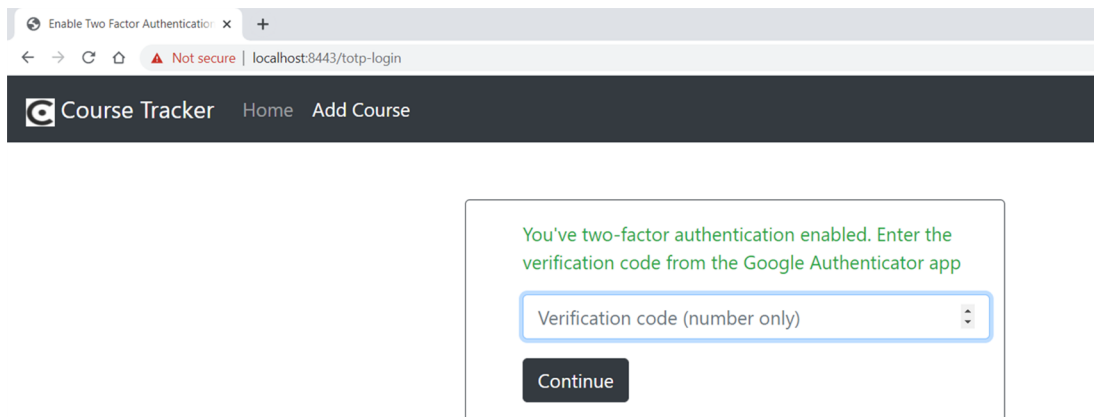 Enable Two Factor Authentication
Not secure | localhost:8443/totp-login
Course Tracker Home Add Course
You've two-factor authentication enabled. Enter the
verification code from the Google Authenticator app
Verification code (number only)
Continue